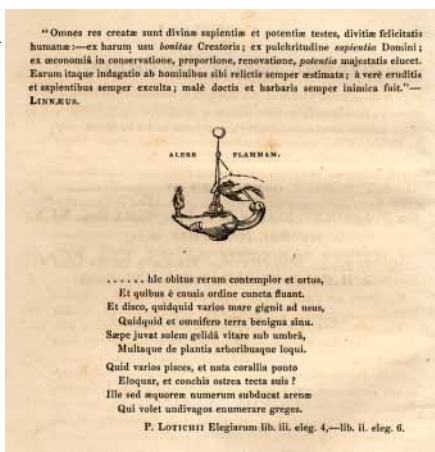 "Omnes res creatæ sunt divinæ sapientiæ et potentiæ testes, divitiæ felicitatis
humanæ:—ex harum usu bonitas Creatoris; ex pulchritudine sapientia Domini;
ex œconomiâ in conservatione, proportione, renovatione, potentia majestatis elucet.
Earum itaque indagatio ab hominibus sibi relictis semper æstimata; à verè eruditis
et sapientibus semper exculta; malè doctis et barbaris semper inimica fuit."—
LINNÆUS.
ALERE FLAMMAM.
...... hìc obitus rerum contemplor et ortus,
Et quibus è causis ordine cuncta fluant.
Et disco, quidquid varios mare gignit ad usus,
Quidquid et omnifero terra benigna sinu.
Sæpe juvat solem gelidâ vitare sub umbrâ,
Multaque de plantis arboribusque loqui.
Quid varios pisces, et nata corallia ponto
Eloquar, et conchis ostrea tecta suis?
Ille sed æquoreæ numerum subducat arenæ
Qui volet undivagos enumerare greges.
P. LOTICHII Elegiarum lib. iii. eleg. 4,—lib. ii. eleg. 6.